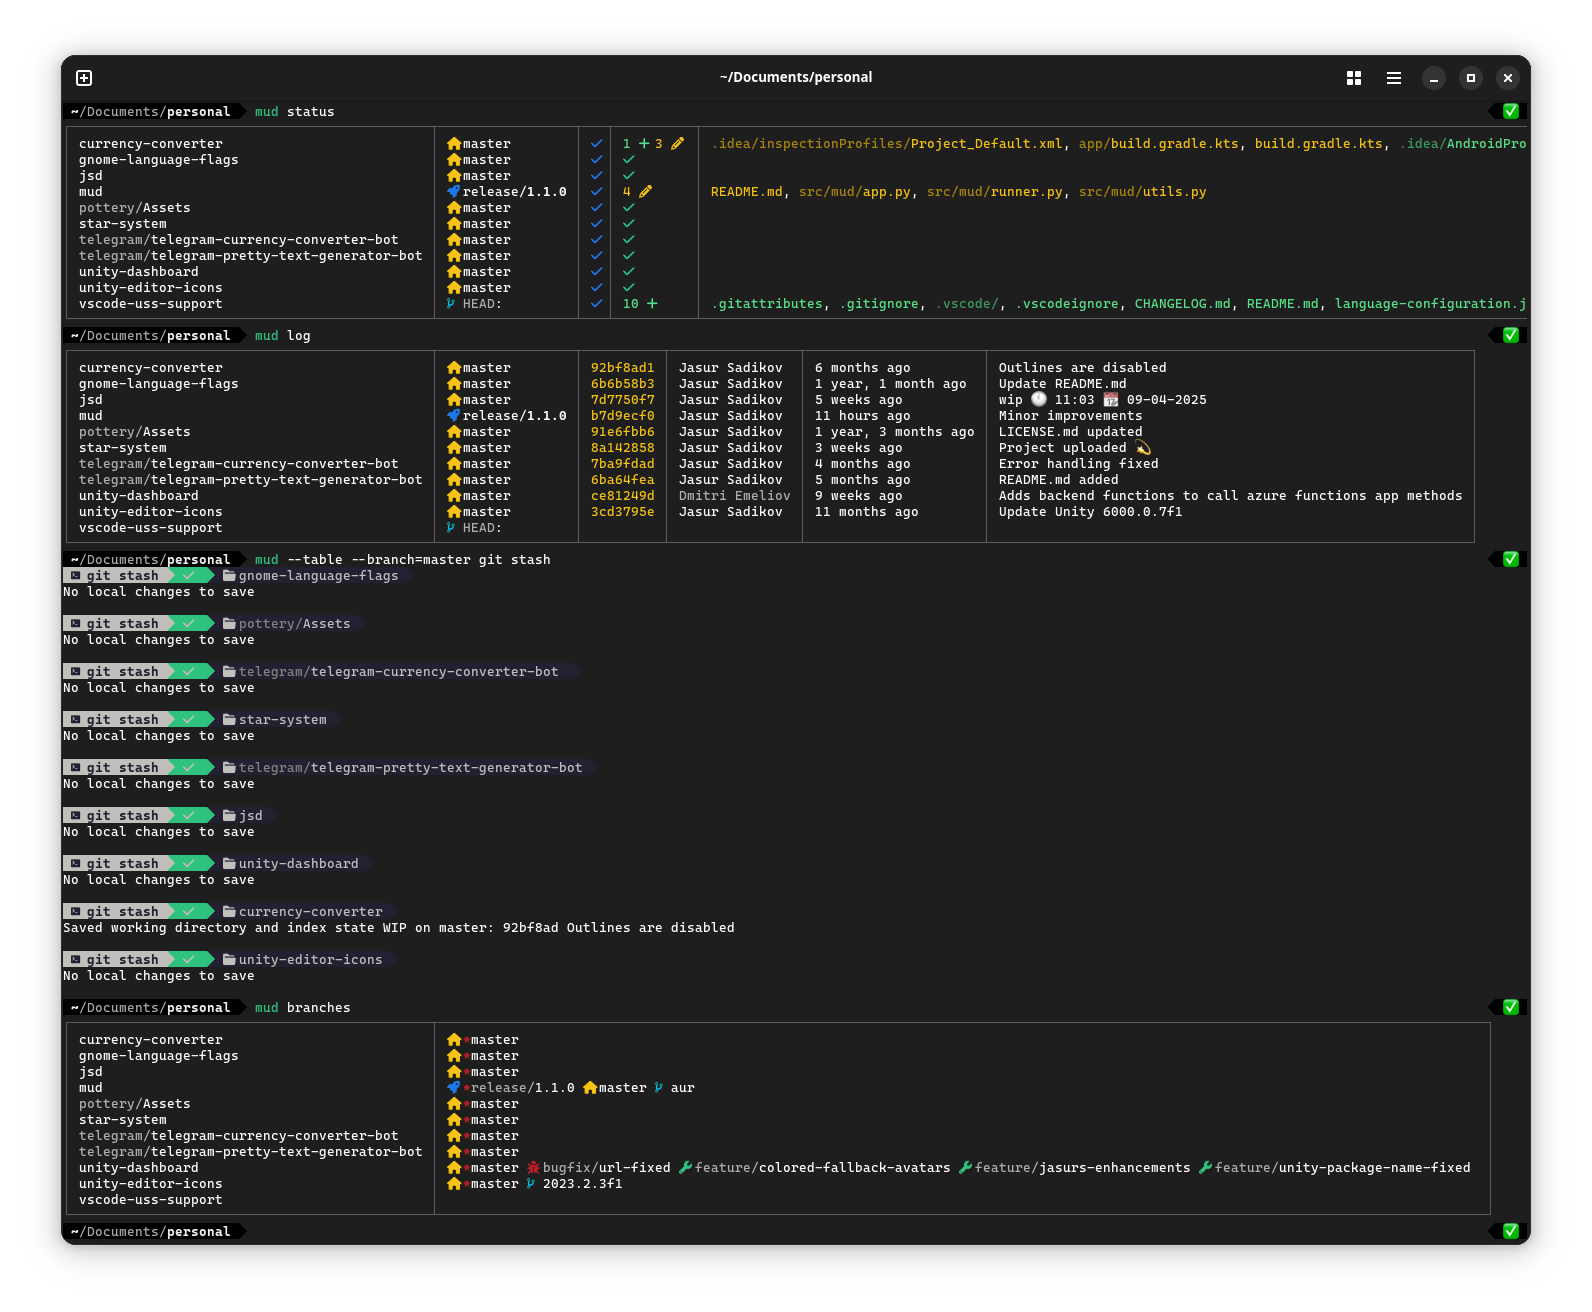 ~/Documents/personal
~/Documents/personal mud status
currency-converter master 1 + 3 .idea/inspectionProfiles/Project_Default.xml, app/build.gradle.kts, build.gradle.kts, .idea/AndroidPro
gnome-language-flags master
jsd master
mud release/1.1.0 4 README.md, src/mud/app.py, src/mud/runner.py, src/mud/utils.py
pottery/Assets master
star-system master
telegram/telegram-currency-converter-bot master
telegram/telegram-pretty-text-generator-bot master
unity-dashboard master
unity-editor-icons master
vscode-uss-support HEAD: 10 + .gitattributes, .gitignore, .vscode/, .vscodeignore, CHANGELOG.md, README.md, language-configuration.j
~/Documents/personal mud log
currency-converter master 92bf8ad1 Jasur Sadikov 6 months ago Outlines are disabled
gnome-language-flags master 6b6b58b3 Jasur Sadikov 1 year, 1 month ago Update README.md
jsd master 7d7750f7 Jasur Sadikov 5 weeks ago wip 🕚 11:03 📆 09-04-2025
mud release/1.1.0 b7d9ecf0 Jasur Sadikov 11 hours ago Minor improvements
pottery/Assets master 91e6fbb6 Jasur Sadikov 1 year, 3 months ago LICENSE.md updated
star-system master 8a142858 Jasur Sadikov 3 weeks ago Project uploaded 💫
telegram/telegram-currency-converter-bot master 7ba9fdad Jasur Sadikov 4 months ago Error handling fixed
telegram/telegram-pretty-text-generator-bot master 6ba64fea Jasur Sadikov 5 months ago README.md added
unity-dashboard master ce81249d Dmitri Emeliov 9 weeks ago Adds backend functions to call azure functions app methods
unity-editor-icons master 3cd3795e Jasur Sadikov 11 months ago Update Unity 6000.0.7f1
vscode-uss-support HEAD:
~/Documents/personal mud --table --branch=master git stash
git stash gnome-language-flags
No local changes to save
git stash pottery/Assets
No local changes to save
git stash telegram/telegram-currency-converter-bot
No local changes to save
git stash star-system
No local changes to save
git stash telegram/telegram-pretty-text-generator-bot
No local changes to save
git stash jsd
No local changes to save
git stash unity-dashboard
No local changes to save
git stash currency-converter
Saved working directory and index state WIP on master: 92bf8ad Outlines are disabled
git stash unity-editor-icons
No local changes to save
~/Documents/personal mud branches
currency-converter *master
gnome-language-flags *master
jsd *master
mud *release/1.1.0 master aur
pottery/Assets *master
star-system *master
telegram/telegram-currency-converter-bot *master
telegram/telegram-pretty-text-generator-bot *master
unity-dashboard *master bugfix/url-fixed feature/colored-fallback-avatars feature/jasurs-enhancements feature/unity-package-name-fixed
unity-editor-icons *master 2023.2.3f1
vscode-uss-support
~/Documents/personal